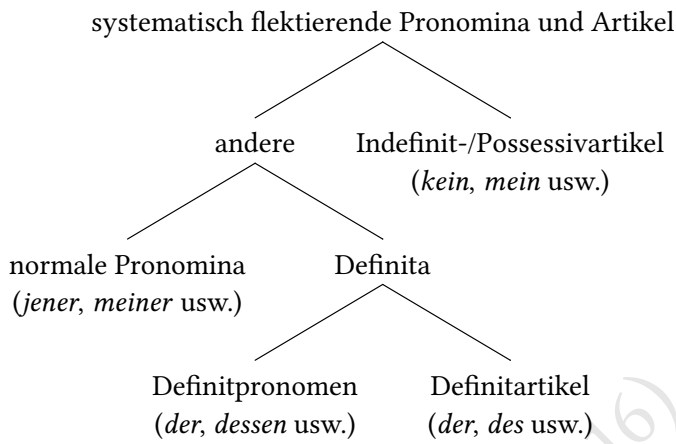 systematisch flektierende Pronomina und Artikel
andere
Indefinit-/Possessivartikel
(kein, mein usw.)
normale Pronomina
(jener, meiner usw.)
Definita
Definitpronomen
(der, dessen usw.)
Definitartikel
(der, des usw.)
6)